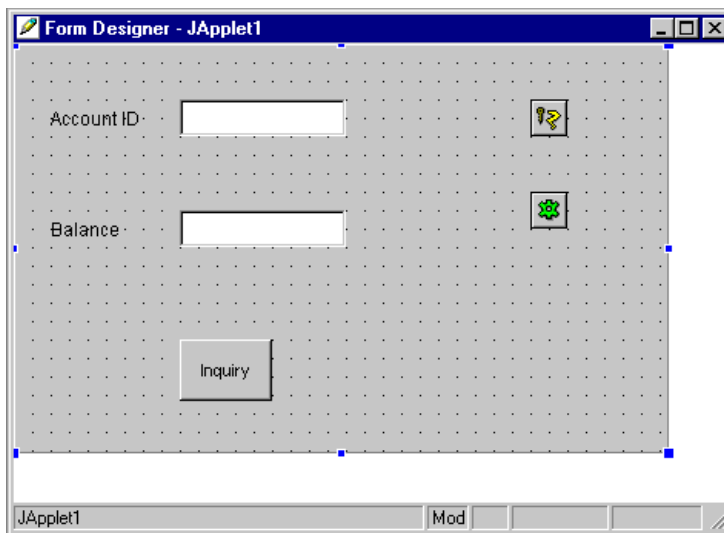 Form Designer - JApplet1
Account ID
Balance
Inquiry
JApplet1
Mod